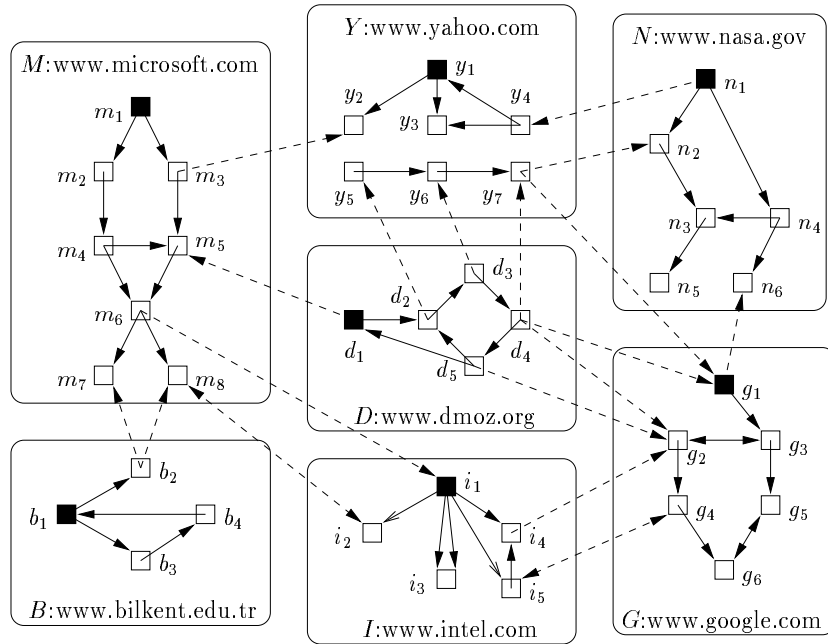 M:www.microsoft.com
m1
m2
m3
m4
m5
m6
m7
m8
Y:www.yahoo.com
y1
y2
y3
y4
y5
y6
y7
N:www.nasa.gov
n1
n2
n3
n4
n5
n6
d1
d2
d3
d4
d5
D:www.dmoz.org
b1
b2
b3
b4
B:www.bilkent.edu.tr
i1
i2
i3
i4
i5
I:www.intel.com
g1
g2
g3
g4
g5
g6
G:www.google.com